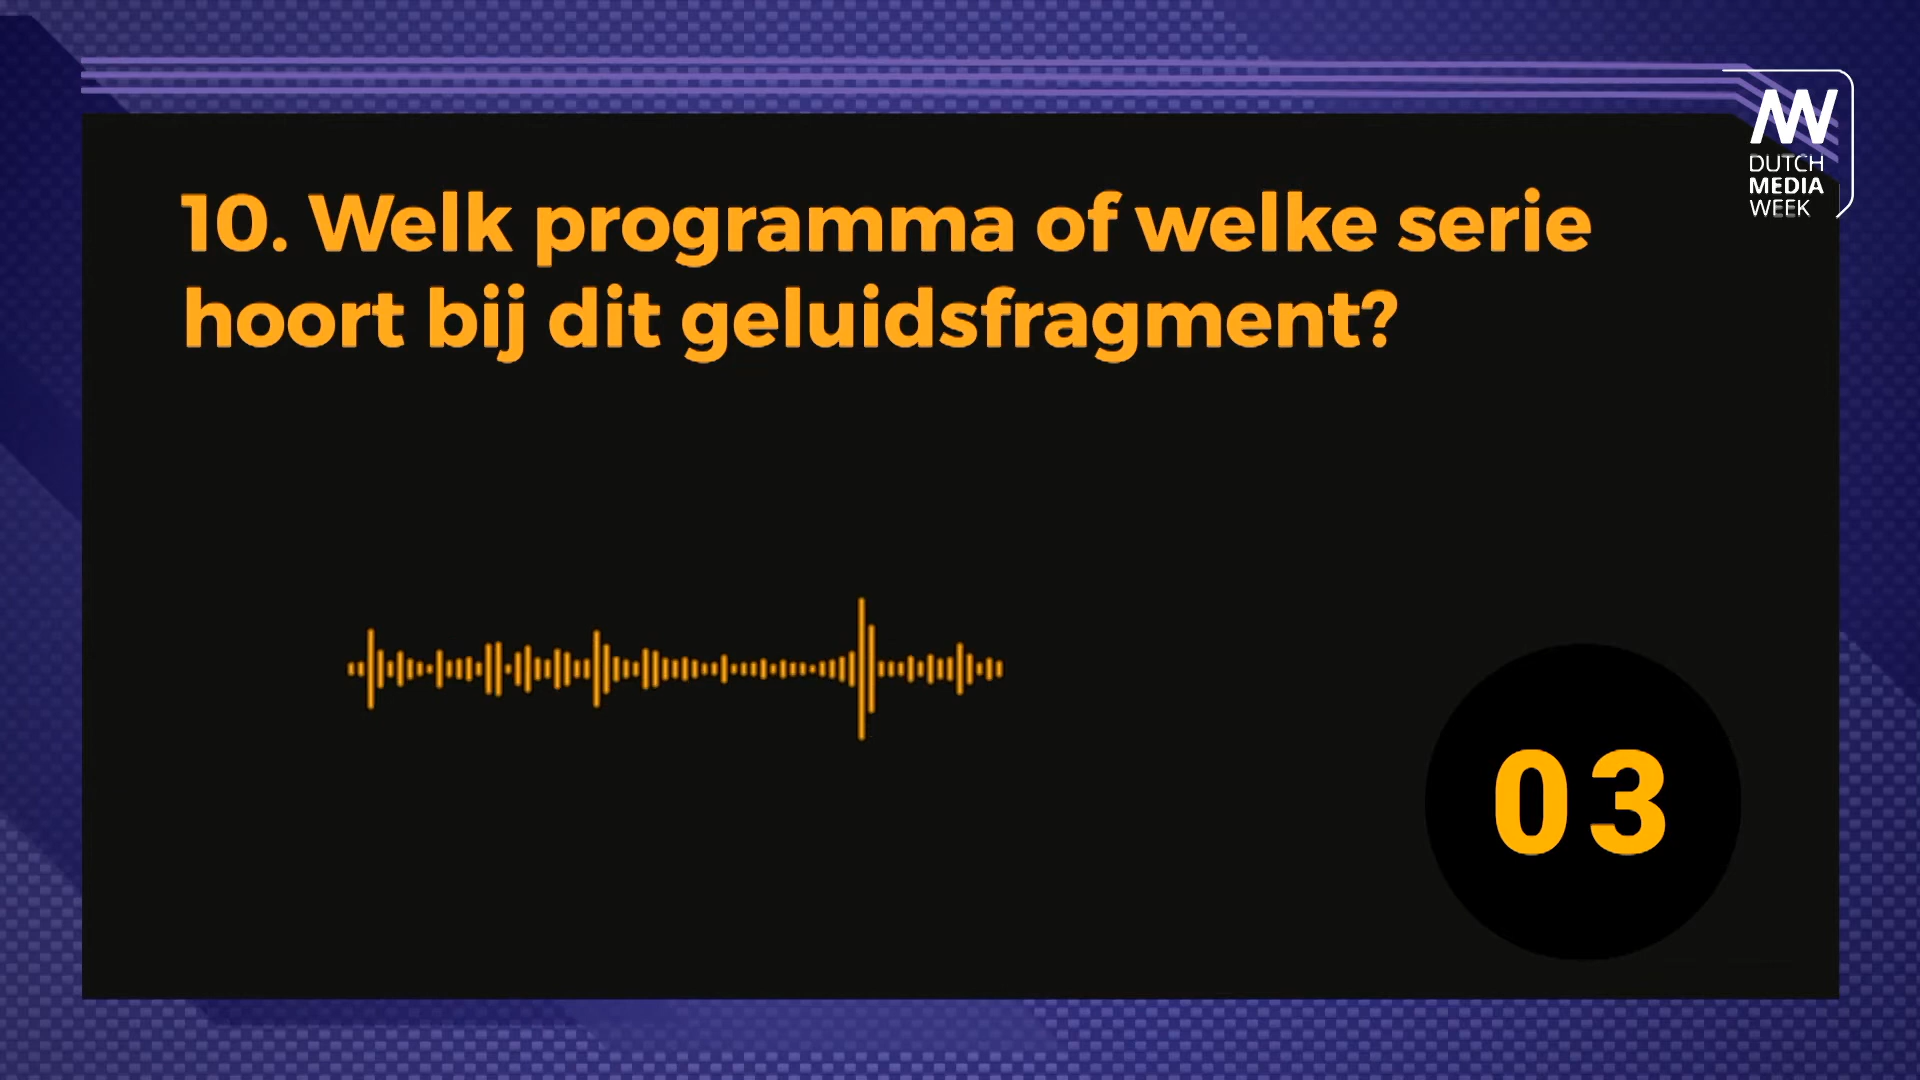 10. Welk programma of welke serie
hoort bij dit geluidsfragment?
DUTCH
MEDIA
WEEK
03